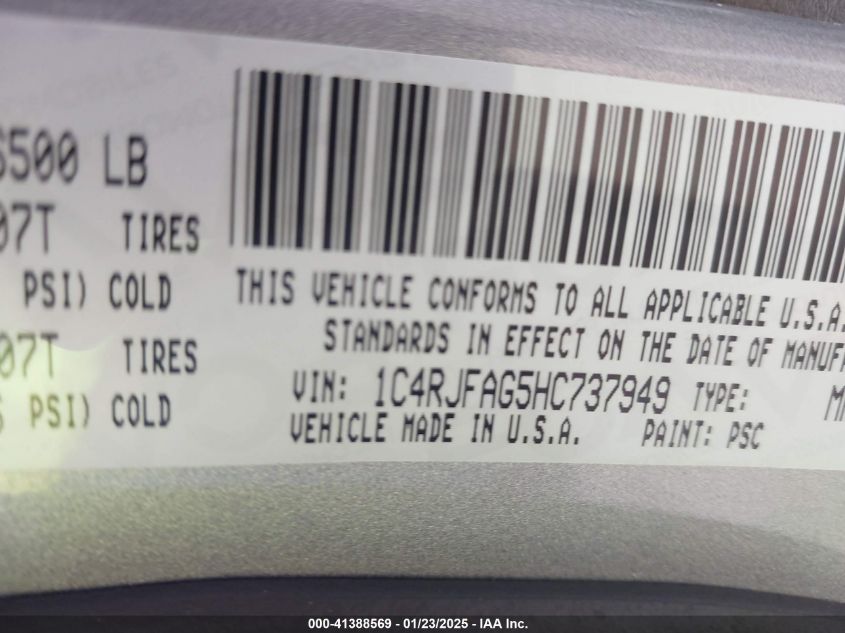 500 LB
07T TIRES
PSI) COLD
07T TIRES
PSI) COLD
THIS VEHICLE CONFORMS TO ALL APPLICABLE U.S.A.
STANDARDS IN EFFECT ON THE DATE OF MANUF
VIN: 1C4RJFAG5HC737949 TYPE:
VEHICLE MADE IN U.S.A. PAINT: PSC
000-41388569 - 01/23/2025 - IAA Inc.